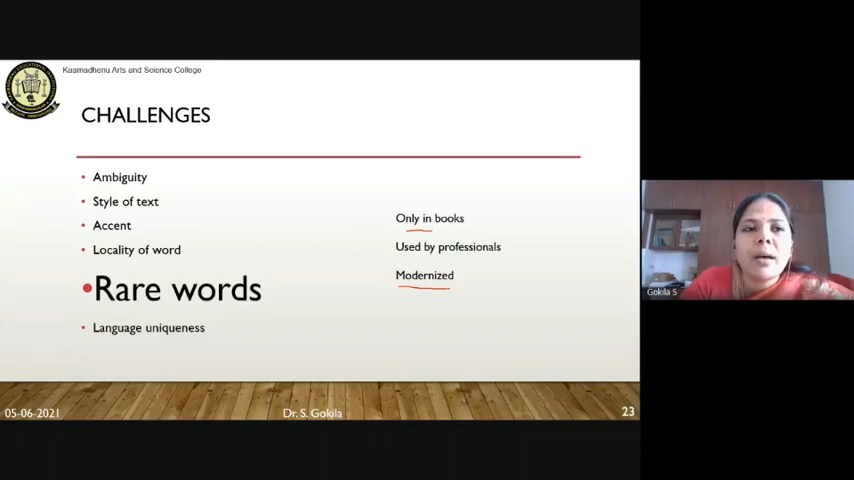 Kaamadhenu Arts and Science College
CHALLENGES
• Ambiguity
• Style of text
• Accent
• Locality of word
• Rare words
• Language uniqueness
Only in books
Used by professionals
Modernized
05-06-2021
Dr. S. Gokila
23
Gokila S